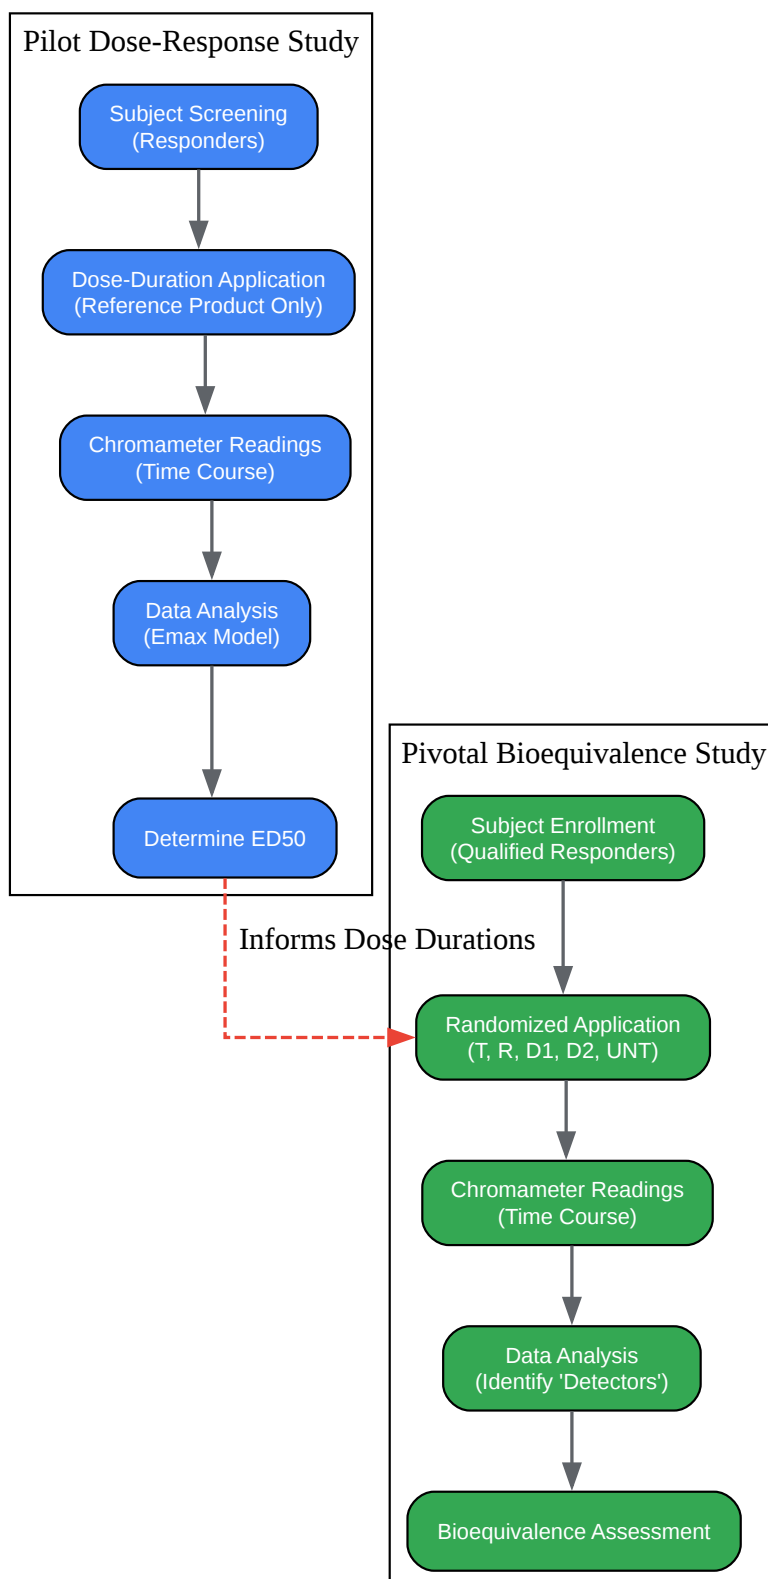 Pilot Dose-Response Study
Subject Screening
(Responders)
Dose-Duration Application
(Reference Product Only)
Chromameter Readings
(Time Course)
Data Analysis
(Emax Model)
Determine ED50
Informs Dose Durations
Pivotal Bioequivalence Study
Subject Enrollment
(Qualified Responders)
Randomized Application
(T, R, D1, D2, UNT)
Chromameter Readings
(Time Course)
Data Analysis
(Identify 'Detectors')
Bioequivalence Assessment